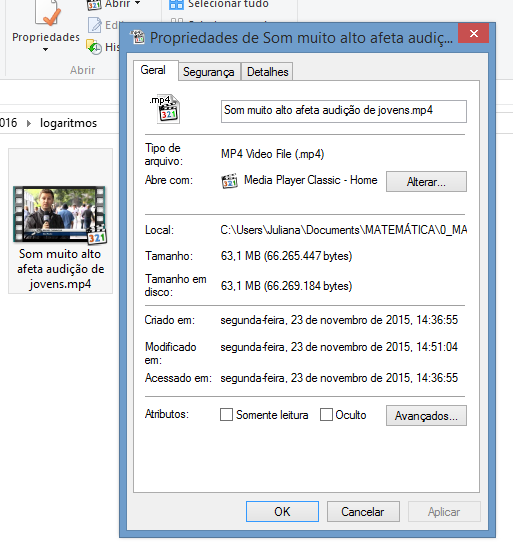 Propriedades
Abrir
Edi
His
Abrir
Selecionar tudo
016 > logaritmos
Som muito alto
afeta audição de
jovens.mp4
Propriedades de Som muito alto afeta audiç...
Geral Segurança Detalhes
.mp4
321
Som muito alto afeta audição de jovens.mp4
Tipo de
arquivo:
MP4 Video File (.mp4)
Abre com:
Media Player Classic - Home
Alterar...
Local:
C:\Users\Juliana\Documents\MATEMÁTICA\0_MA
Tamanho:
63,1 MB (66.265.447 bytes)
Tamanho em
disco:
63,1 MB (66.269.184 bytes)
Criado em:
segunda-feira, 23 de novembro de 2015, 14:36:55
Modificado
em:
segunda-feira, 23 de novembro de 2015, 14:51:04
Acessado em:
segunda-feira, 23 de novembro de 2015, 14:36:55
Atributos:
Somente leitura
Oculto
Avançados...
OK
Cancelar
Aplicar